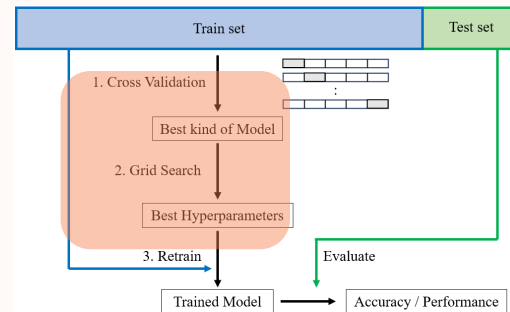 Train set
Test set
1. Cross Validation
:
Best kind of Model
2. Grid Search
Best Hyperparameters
3. Retrain
Evaluate
Trained Model
Accuracy / Performance